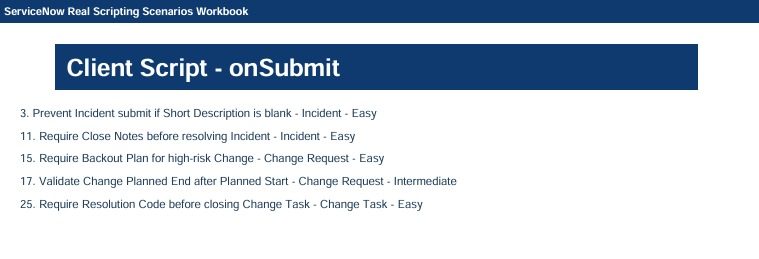 ServiceNow Real Scripting Scenarios Workbook
Client Script - onSubmit
3. Prevent Incident submit if Short Description is blank - Incident - Easy
11. Require Close Notes before resolving Incident - Incident - Easy
15. Require Backout Plan for high-risk Change - Change Request - Easy
17. Validate Change Planned End after Planned Start - Change Request - Intermediate
25. Require Resolution Code before closing Change Task - Change Task - Easy